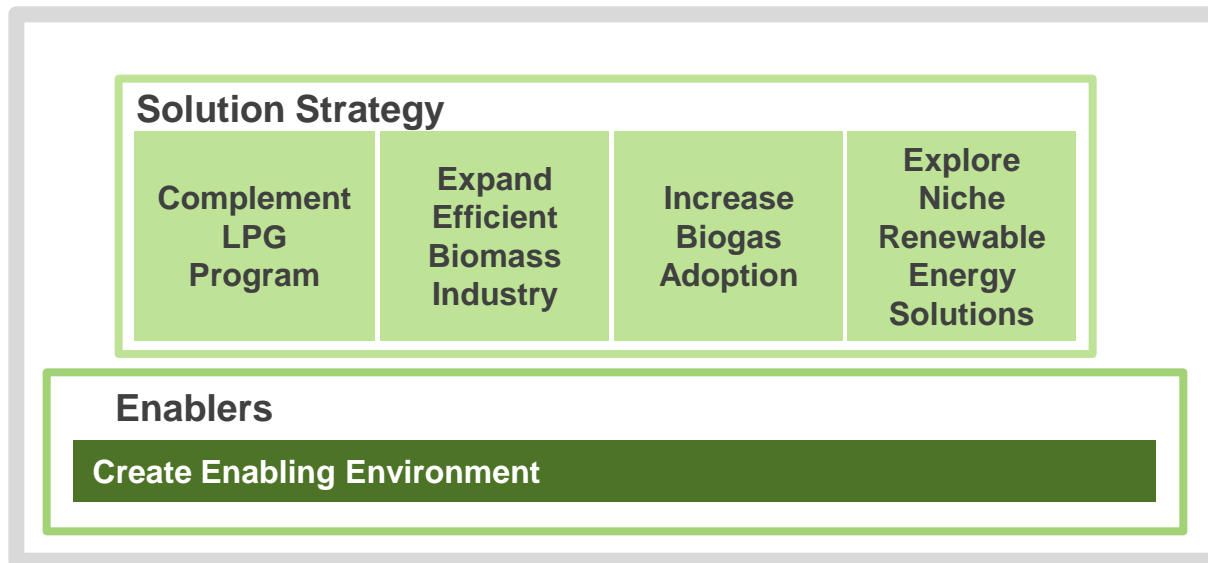 Solution Strategy
Complement
LPG
Program
Expand
Efficient
Biomass
Industry
Increase
Biogas
Adoption
Explore
Niche
Renewable
Energy
Solutions
Enablers
Create Enabling Environment